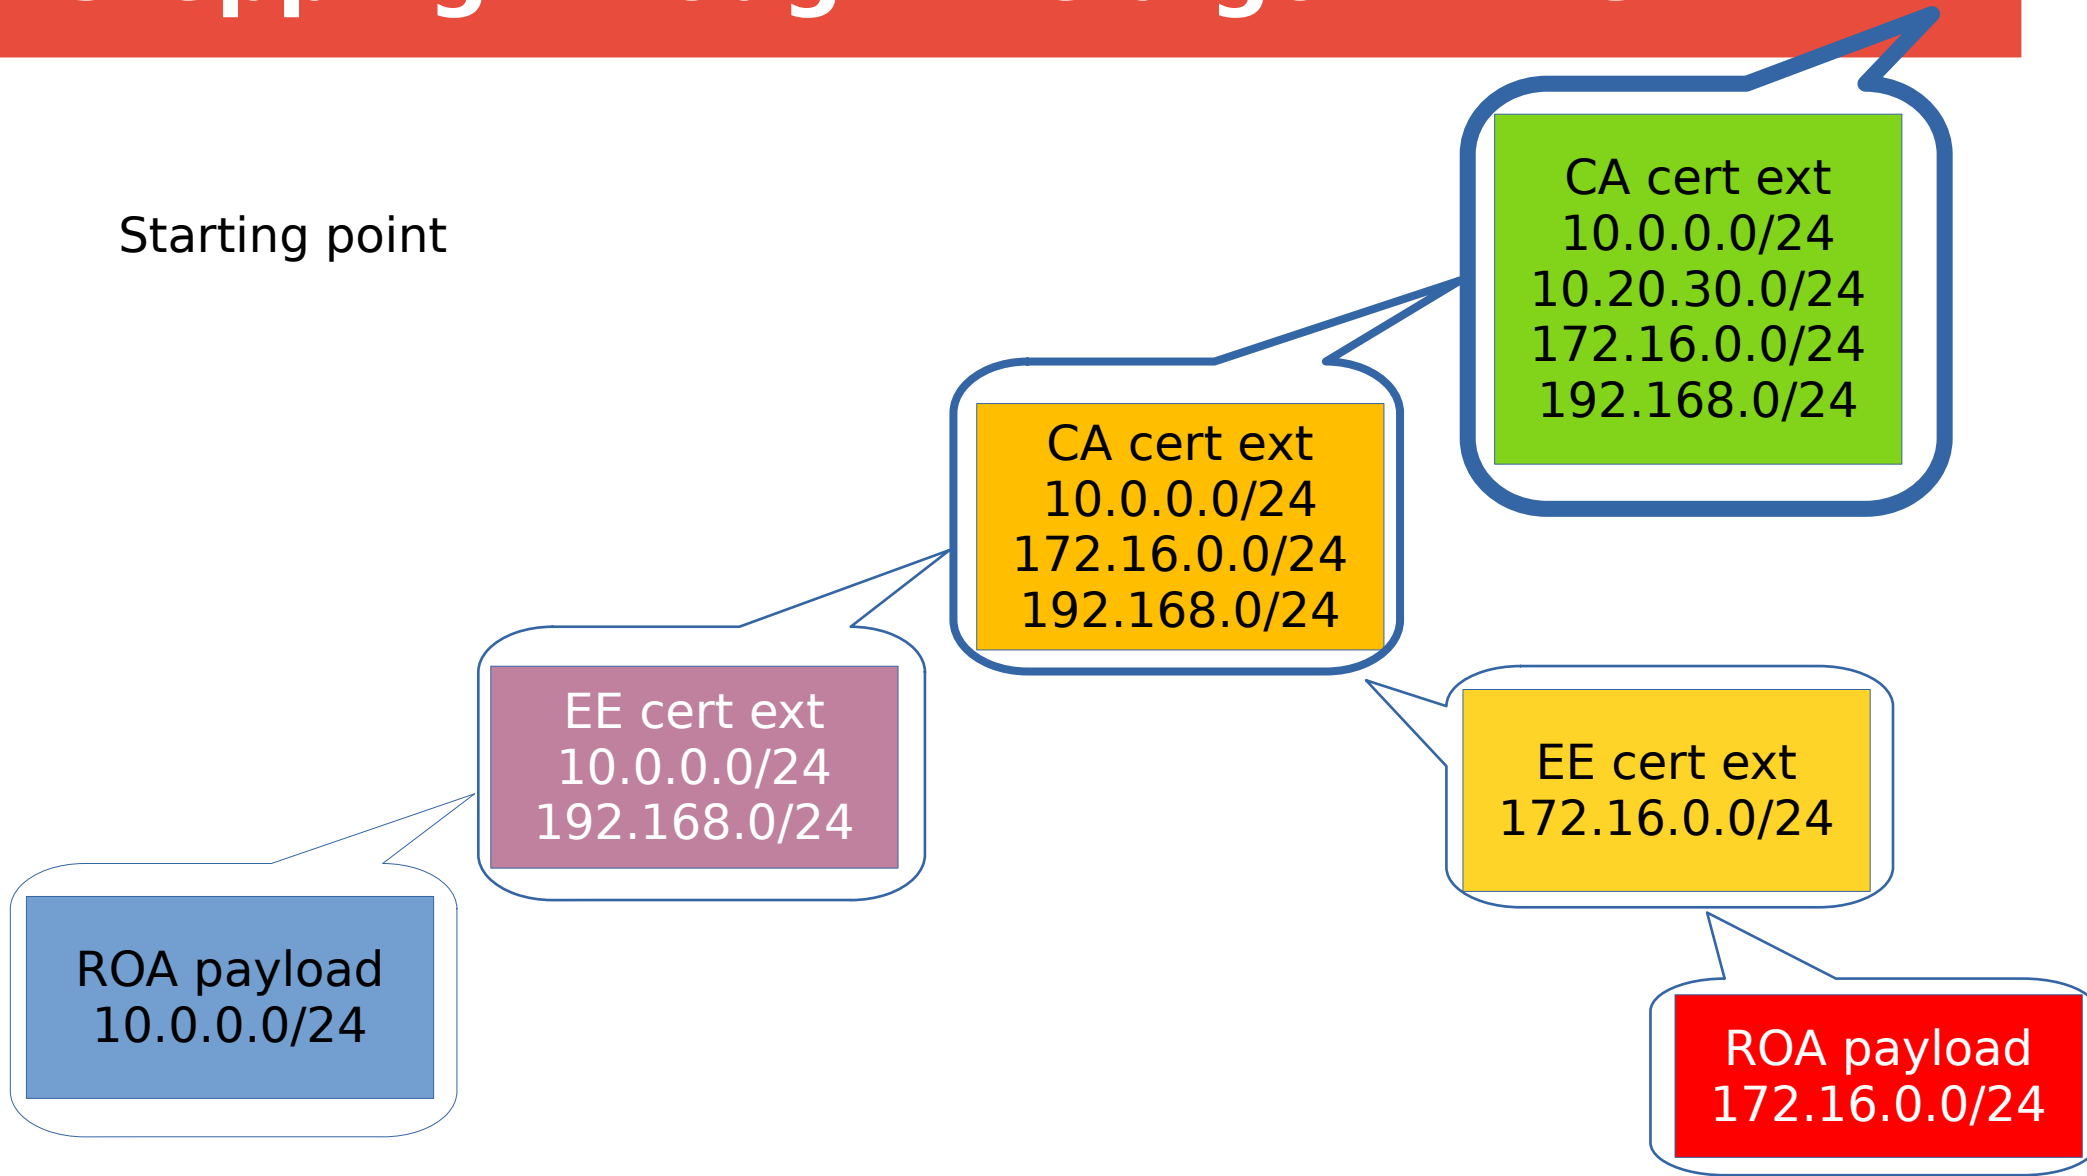 Starting point
CA cert ext
10.0.0.0/24
10.20.30.0/24
172.16.0.0/24
192.168.0/24
CA cert ext
10.0.0.0/24
172.16.0.0/24
192.168.0/24
EE cert ext
10.0.0.0/24
192.168.0/24
EE cert ext
172.16.0.0/24
ROA payload
10.0.0.0/24
ROA payload
172.16.0.0/24